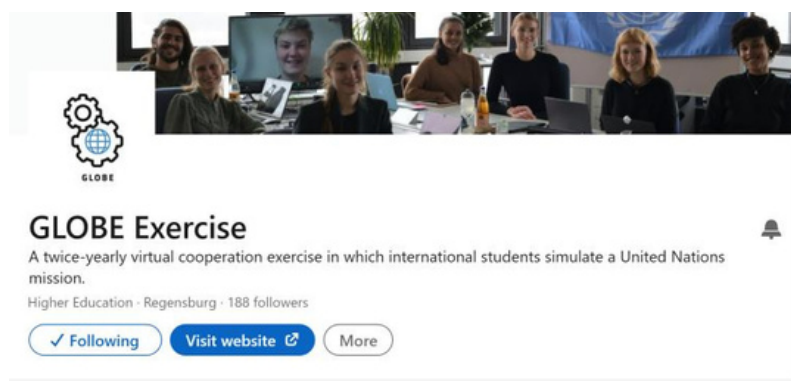 GLOBE
GLOBE Exercise
A twice-yearly virtual cooperation exercise in which international students simulate a United Nations
mission.
Higher Education · Regensburg · 188 followers
✓ Following
Visit website
More